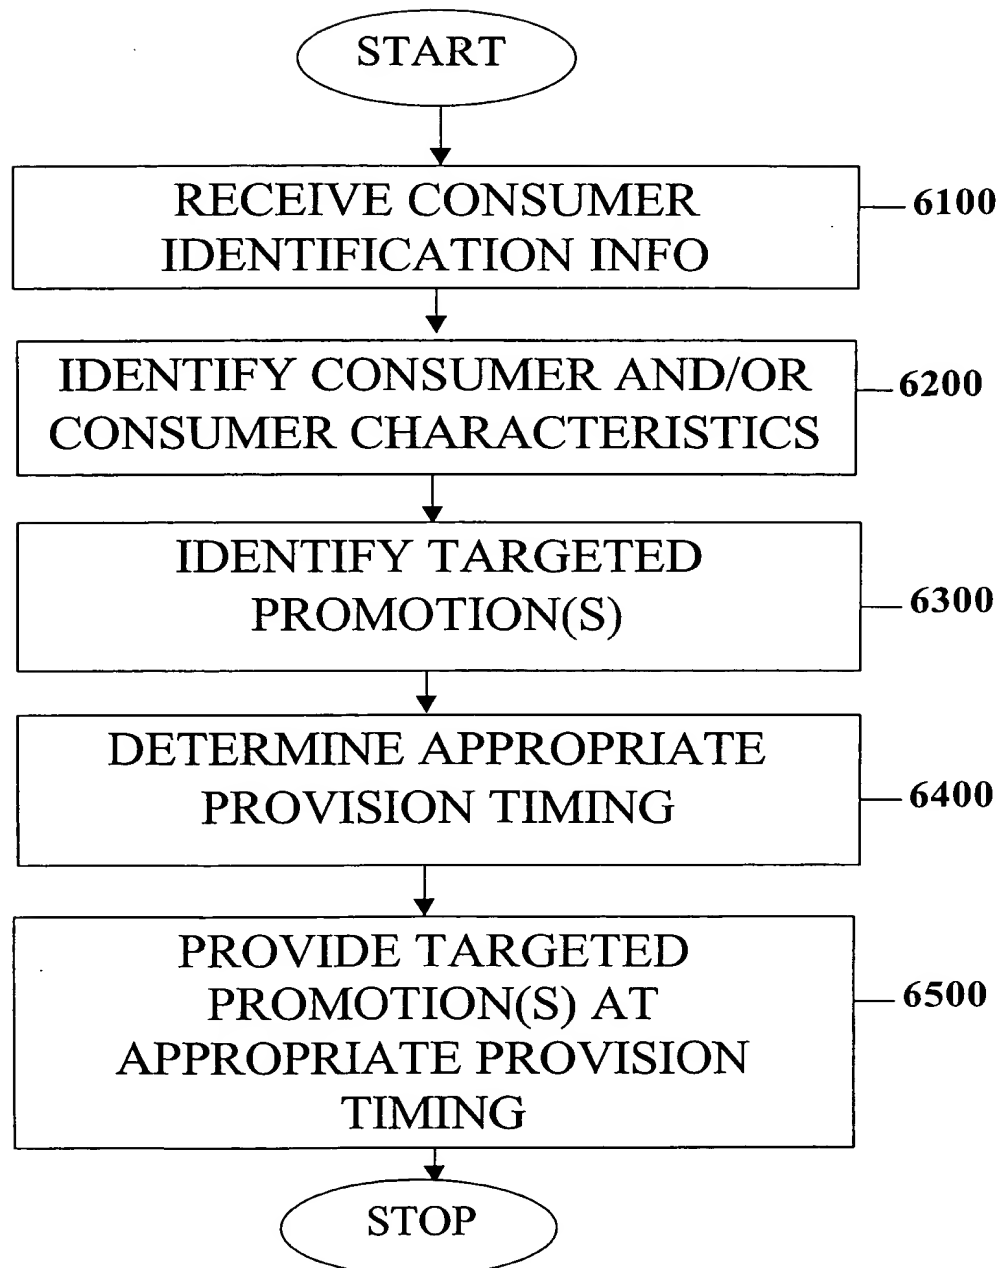 START
RECEIVE CONSUMER
IDENTIFICATION INFO
6100
IDENTIFY CONSUMER AND/OR
CONSUMER CHARACTERISTICS
6200
IDENTIFY TARGETED
PROMOTION(S)
6300
DETERMINE APPROPRIATE
PROVISION TIMING
6400
PROVIDE TARGETED
PROMOTION(S) AT
APPROPRIATE PROVISION
TIMING
6500
STOP